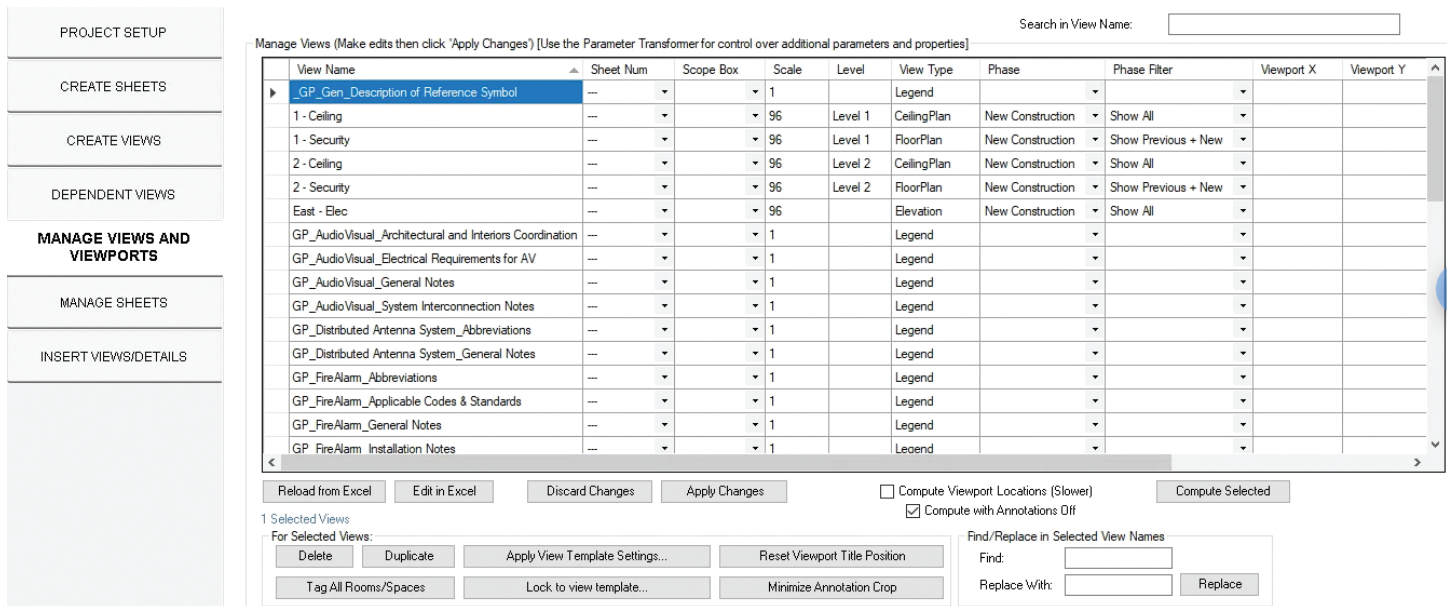 PROJECT SETUP
CREATE SHEETS
CREATE VIEWS
DEPENDENT VIEWS
MANAGE VIEWS AND
VIEWPORTS
MANAGE SHEETS
INSERT VIEWS/DETAILS
Search in View Name:
Manage Views (Make edits then click 'Apply Changes') [Use the Parameter Transformer for control over additional parameters and properties]
View Name Sheet Num Scope Box Scale Level View Type Phase Phase Filter Viewport X Viewport Y
_GP_Gen_Description of Reference Symbol --- 1 Legend
1 - Ceiling --- 96 Level 1 CeilingPlan New Construction Show All
1 - Security --- 96 Level 1 FloorPlan New Construction Show Previous + New
2 - Ceiling --- 96 Level 2 CeilingPlan New Construction Show All
2 - Security --- 96 Level 2 FloorPlan New Construction Show Previous + New
East - Elec --- 96 Elevation New Construction Show All
GP_AudioVisual_Architectural and Interiors Coordination --- 1 Legend
GP_AudioVisual_Electrical Requirements for AV --- 1 Legend
GP_AudioVisual_General Notes --- 1 Legend
GP_AudioVisual_System Interconnection Notes --- 1 Legend
GP_Distributed Antenna System_Abbreviations --- 1 Legend
GP_Distributed Antenna System_General Notes --- 1 Legend
GP_FireAlarm_Abbreviations --- 1 Legend
GP_FireAlarm_Applicable Codes & Standards --- 1 Legend
GP_FireAlarm_General Notes --- 1 Legend
GP_FireAlarm_Installation Notes --- 1 Legend
Reload from Excel Edit in Excel Discard Changes Apply Changes Compute Viewport Locations (Slower) Compute Selected
Compute with Annotations Off
1 Selected Views
For Selected Views: Find/Replace in Selected View Names
Delete Duplicate Apply View Template Settings... Reset Viewport Title Position Find:
Tag All Rooms/Spaces Lock to view template... Minimize Annotation Crop Replace With: Replace